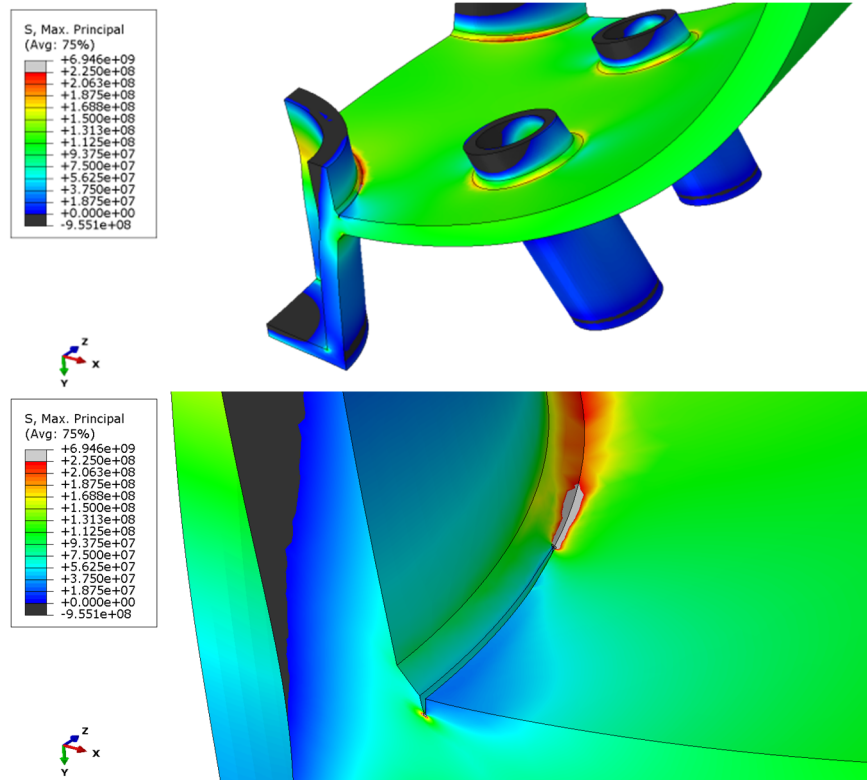 S, Max. Principal
(Avg: 75%)
+6.946e+09
+2.250e+08
+2.063e+08
+1.875e+08
+1.688e+08
+1.500e+08
+1.313e+08
+1.125e+08
+9.375e+07
+7.500e+07
+5.625e+07
+3.750e+07
+1.875e+07
+0.000e+00
-9.551e+08
Z
X
Y
S, Max. Principal
(Avg: 75%)
+6.946e+09
+2.250e+08
+2.063e+08
+1.875e+08
+1.688e+08
+1.500e+08
+1.313e+08
+1.125e+08
+9.375e+07
+7.500e+07
+5.625e+07
+3.750e+07
+1.875e+07
+0.000e+00
-9.551e+08
Z
X
Y